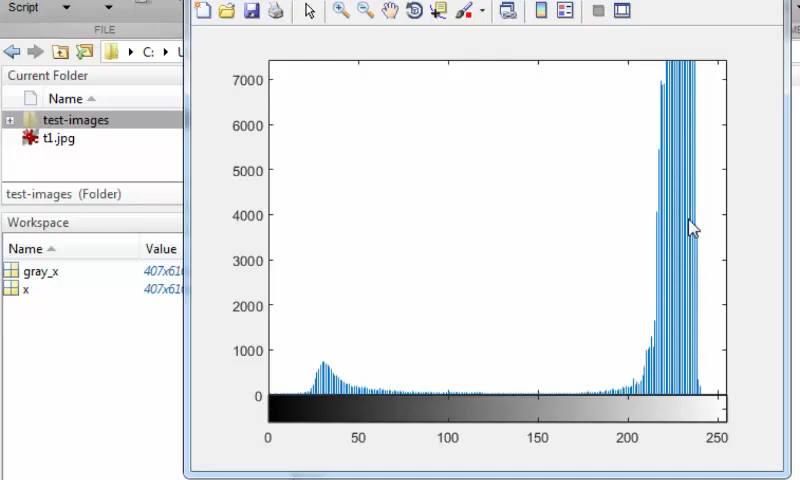 Script
FILE
C:
U
Current Folder
Name
test-images
t1.jpg
test-images (Folder)
Workspace
Name Value
gray_x 407x61
x 407x61
7000
6000
5000
4000
3000
2000
1000
0
0 50 100 150 200 250